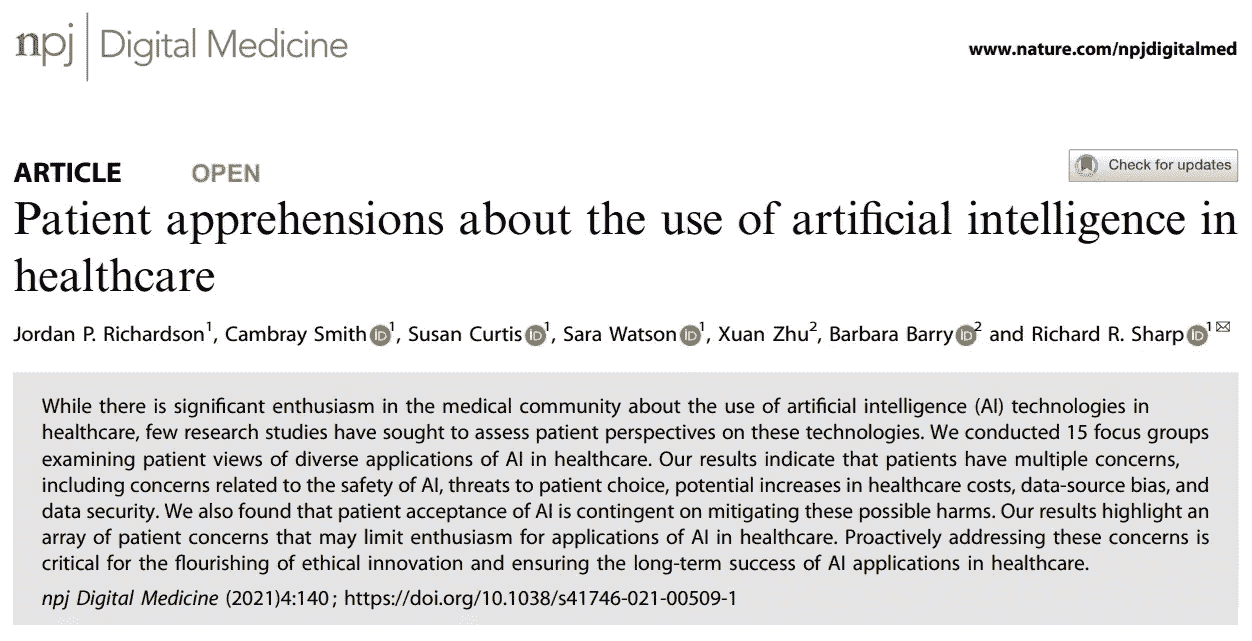 npj | Digital Medicine
www.nature.com/npjdigitalmed
Check for updates
ARTICLE OPEN
Patient apprehensions about the use of artificial intelligence in
healthcare
Jordan P. Richardson1, Cambray Smith iD 1, Susan Curtis iD 1, Sara Watson iD 1, Xuan Zhu2, Barbara Barry iD 2 and Richard R. Sharp iD 1✉
While there is significant enthusiasm in the medical community about the use of artificial intelligence (AI) technologies in
healthcare, few research studies have sought to assess patient perspectives on these technologies. We conducted 15 focus groups
examining patient views of diverse applications of AI in healthcare. Our results indicate that patients have multiple concerns,
including concerns related to the safety of AI, threats to patient choice, potential increases in healthcare costs, data-source bias, and
data security. We also found that patient acceptance of AI is contingent on mitigating these possible harms. Our results highlight an
array of patient concerns that may limit enthusiasm for applications of AI in healthcare. Proactively addressing these concerns is
critical for the flourishing of ethical innovation and ensuring the long-term success of AI applications in healthcare.
npj Digital Medicine (2021)4:140 ; https://doi.org/10.1038/s41746-021-00509-1